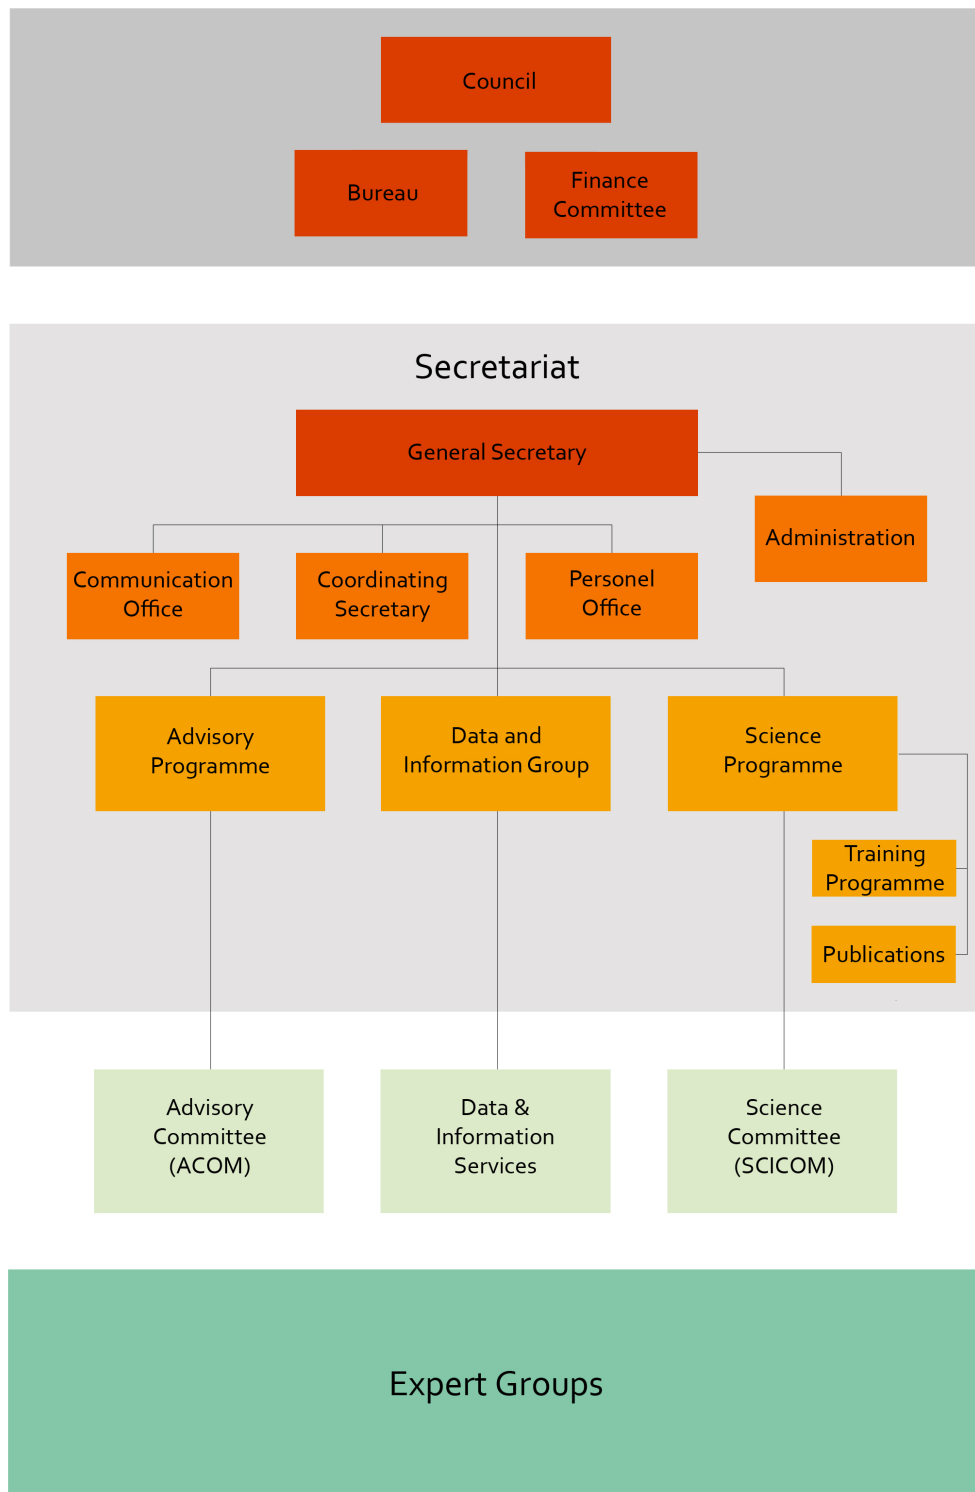 Council
Bureau
Finance
Committee
Secretariat
General Secretary
Administration
Communication
Office
Coordinating
Secretary
Personel
Office
Advisory
Programme
Data and
Information Group
Science
Programme
Training
Programme
Publications
Advisory
Committee
(ACOM)
Data &
Information
Services
Science
Committee
(SCICOM)
Expert Groups